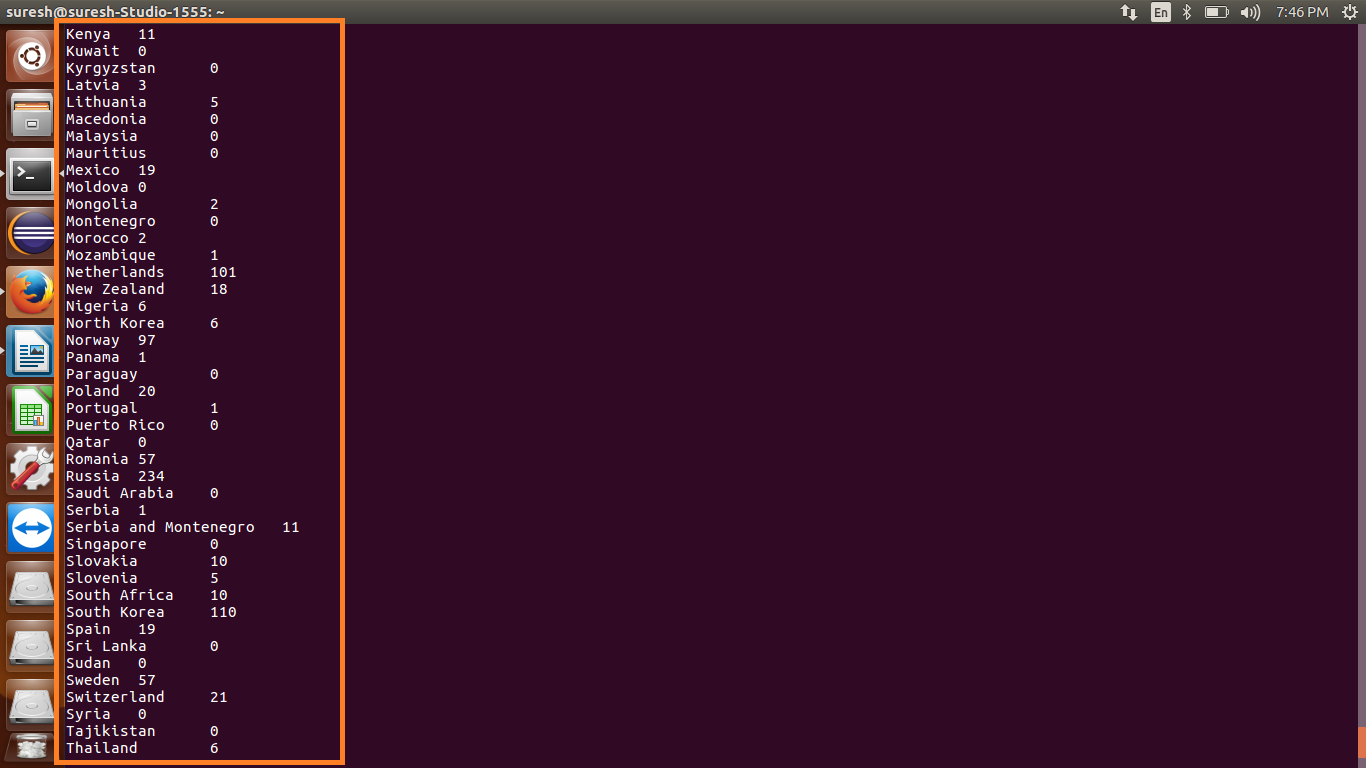 suresh@suresh-Studio-1555: ~ En 7:46 PM
Kenya 11
Kuwait 0
Kyrgyzstan 0
Latvia 3
Lithuania 5
Macedonia 0
Malaysia 0
Mauritius 0
Mexico 19
Moldova 0
Mongolia 2
Montenegro 0
Morocco 2
Mozambique 1
Netherlands 101
New Zealand 18
Nigeria 6
North Korea 6
Norway 97
Panama 1
Paraguay 0
Poland 20
Portugal 1
Puerto Rico 0
Qatar 0
Romania 57
Russia 234
Saudi Arabia 0
Serbia 1
Serbia and Montenegro 11
Singapore 0
Slovakia 10
Slovenia 5
South Africa 10
South Korea 110
Spain 19
Sri Lanka 0
Sudan 0
Sweden 57
Switzerland 21
Syria 0
Tajikistan 0
Thailand 6